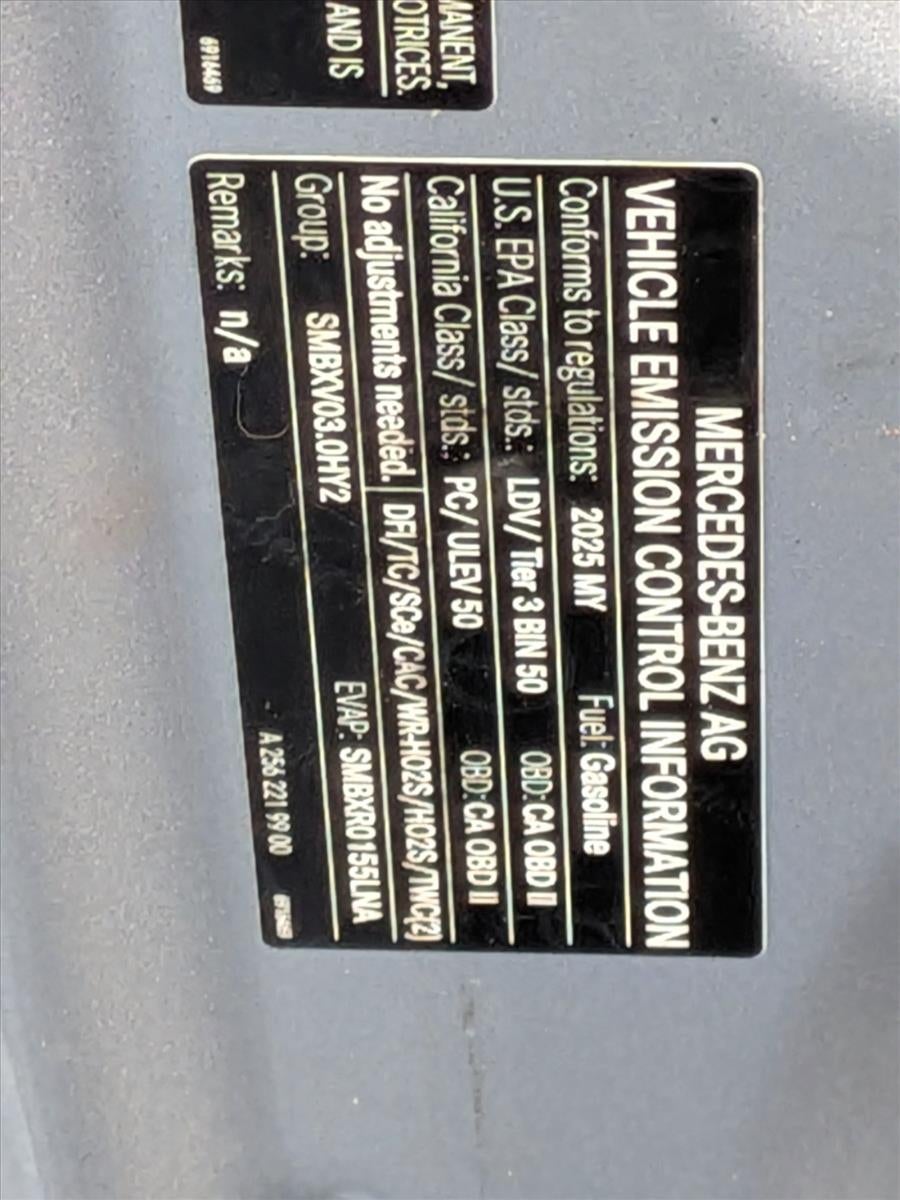 MANENT,
OTRICES.
AND IS
6916469
MERCEDES-BENZ AG
VEHICLE EMISSION CONTROL INFORMATION
Conforms to regulations: 2025 MY Fuel: Gasoline
U.S. EPA Class/ stds.: LDV/ Tier 3 BIN 50 OBD: CA OBD II
California Class/ stds.: PC/ ULEV 50 OBD: CA OBD II
No adjustments needed. DFI/TC/SCe/CAC/WR-HO2S/HO2S/TWC(2)
Group: SMBXV03.0HY2 EVAP: SMBXR0155LNA
Remarks: n/a
A 256 221 99 00